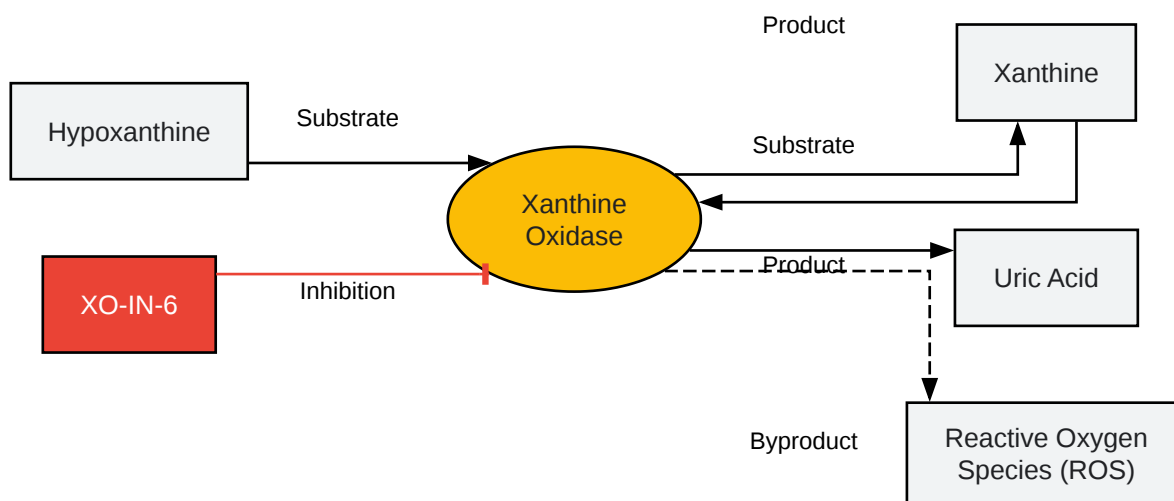 Product
Xanthine
Hypoxanthine
Substrate
Substrate
Xanthine
Oxidase
Product
Uric Acid
XO-IN-6
Inhibition
Byproduct
Reactive Oxygen
Species (ROS)